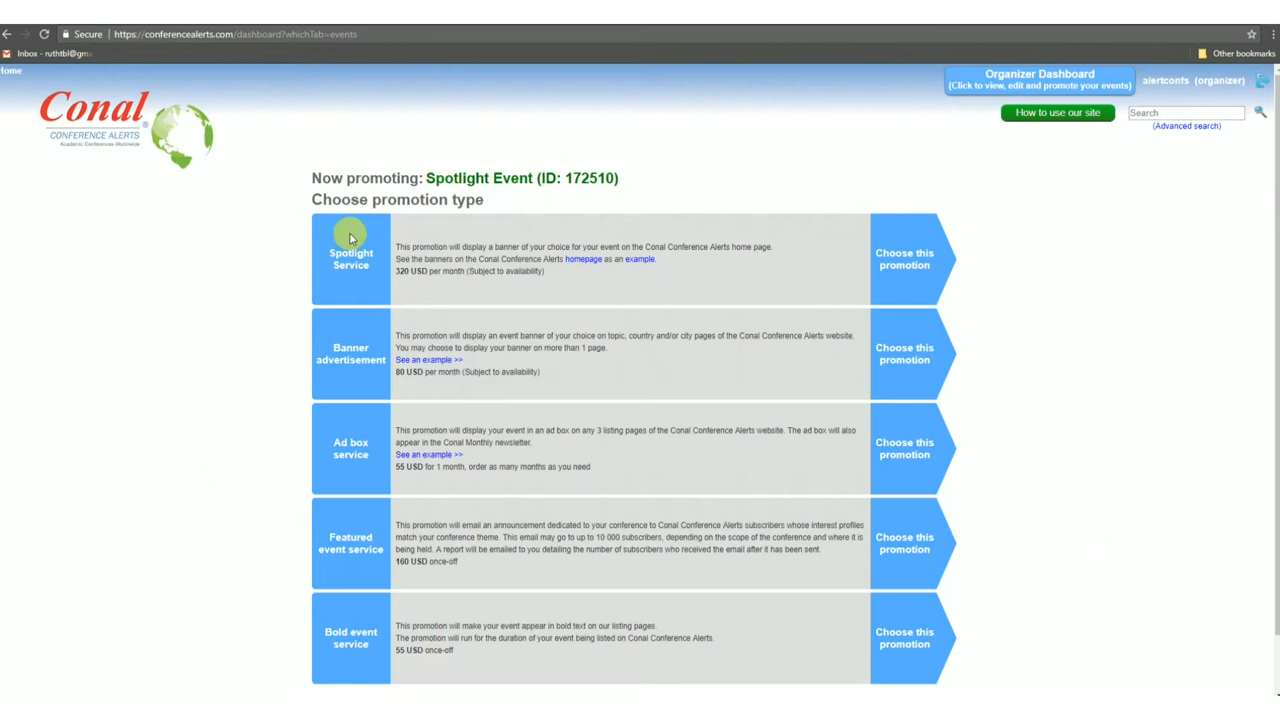 Secure
https://conferencealerts.com/dashboard?whichTab=events
Inbox - ruthtbl@gma
Other bookmarks
Home
Organizer Dashboard
(Click to view, edit and promote your events)
alertconfs (organizer)
How to use our site
Search
(Advanced search)
Conal®
CONFERENCE ALERTS
Academic Conferences Worldwide
Now promoting: Spotlight Event (ID: 172510)
Choose promotion type
Spotlight
Service
This promotion will display a banner of your choice for your event on the Conal Conference Alerts home page.
See the banners on the Conal Conference Alerts homepage as an example.
320 USD per month (Subject to availability)
Choose this
promotion
Banner
advertisement
This promotion will display an event banner of your choice on topic, country and/or city pages of the Conal Conference Alerts website.
You may choose to display your banner on more than 1 page.
See an example >>
80 USD per month (Subject to availability)
Choose this
promotion
Ad box
service
This promotion will display your event in an ad box on any 3 listing pages of the Conal Conference Alerts website. The ad box will also
appear in the Conal Monthly newsletter.
See an example >>
55 USD for 1 month, order as many months as you need
Choose this
promotion
Featured
event service
This promotion will email an announcement dedicated to your conference to Conal Conference Alerts subscribers whose interest profiles
match your conference theme. This email may go to up to 10 000 subscribers, depending on the scope of the conference and where it is
being held. A report will be emailed to you detailing the number of subscribers who received the email after it has been sent.
160 USD once-off
Choose this
promotion
Bold event
service
This promotion will make your event appear in bold text on our listing pages.
The promotion will run for the duration of your event being listed on Conal Conference Alerts.
55 USD once-off
Choose this
promotion